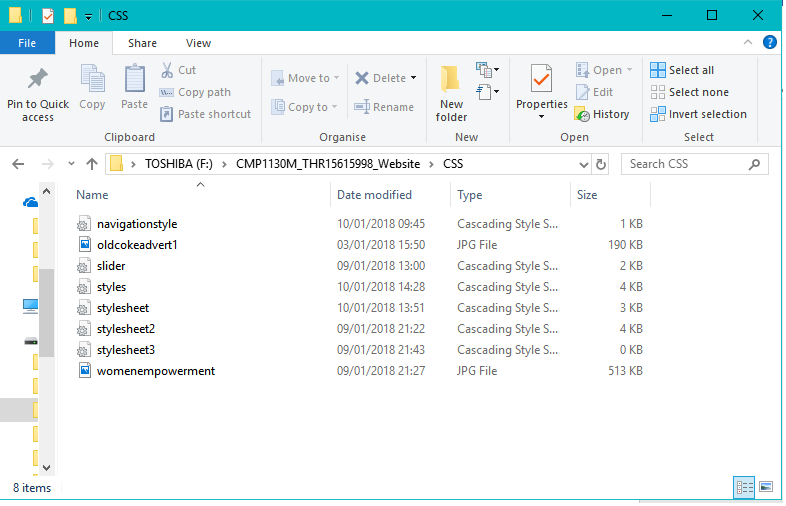 CSS
File Home Share View
Pin to Quick access
Copy
Paste
Cut
Copy path
Paste shortcut
Clipboard
Move to
Copy to
Delete
Rename
Organise
New folder
New
Properties
Open
Edit
History
Open
Select all
Select none
Invert selection
Select
TOSHIBA (F:) CMP1130M_THR15615998_Website CSS
Search CSS
Name Date modified Type Size
navigationstyle 10/01/2018 09:45 Cascading Style S... 1 KB
oldcokeadvert1 03/01/2018 15:50 JPG File 190 KB
slider 09/01/2018 13:00 Cascading Style S... 2 KB
styles 10/01/2018 14:28 Cascading Style S... 4 KB
stylesheet 10/01/2018 13:51 Cascading Style S... 3 KB
stylesheet2 09/01/2018 21:22 Cascading Style S... 4 KB
stylesheet3 09/01/2018 21:43 Cascading Style S... 0 KB
womenempowerment 09/01/2018 21:27 JPG File 513 KB
8 items